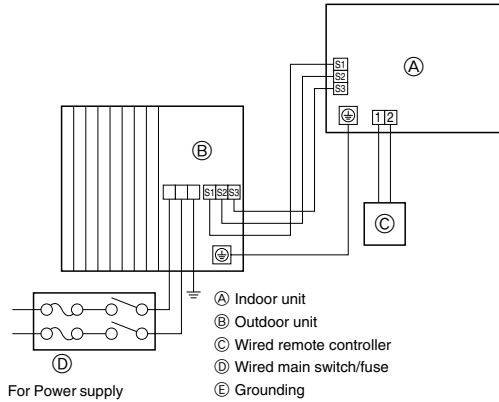 S1
S2
S3
Ⓐ
1 2
Ⓑ
S1 S2 S3
Ⓒ
Ⓓ
For Power supply
Ⓐ Indoor unit
Ⓑ Outdoor unit
Ⓒ Wired remote controller
Ⓓ Wired main switch/fuse
Ⓔ Grounding